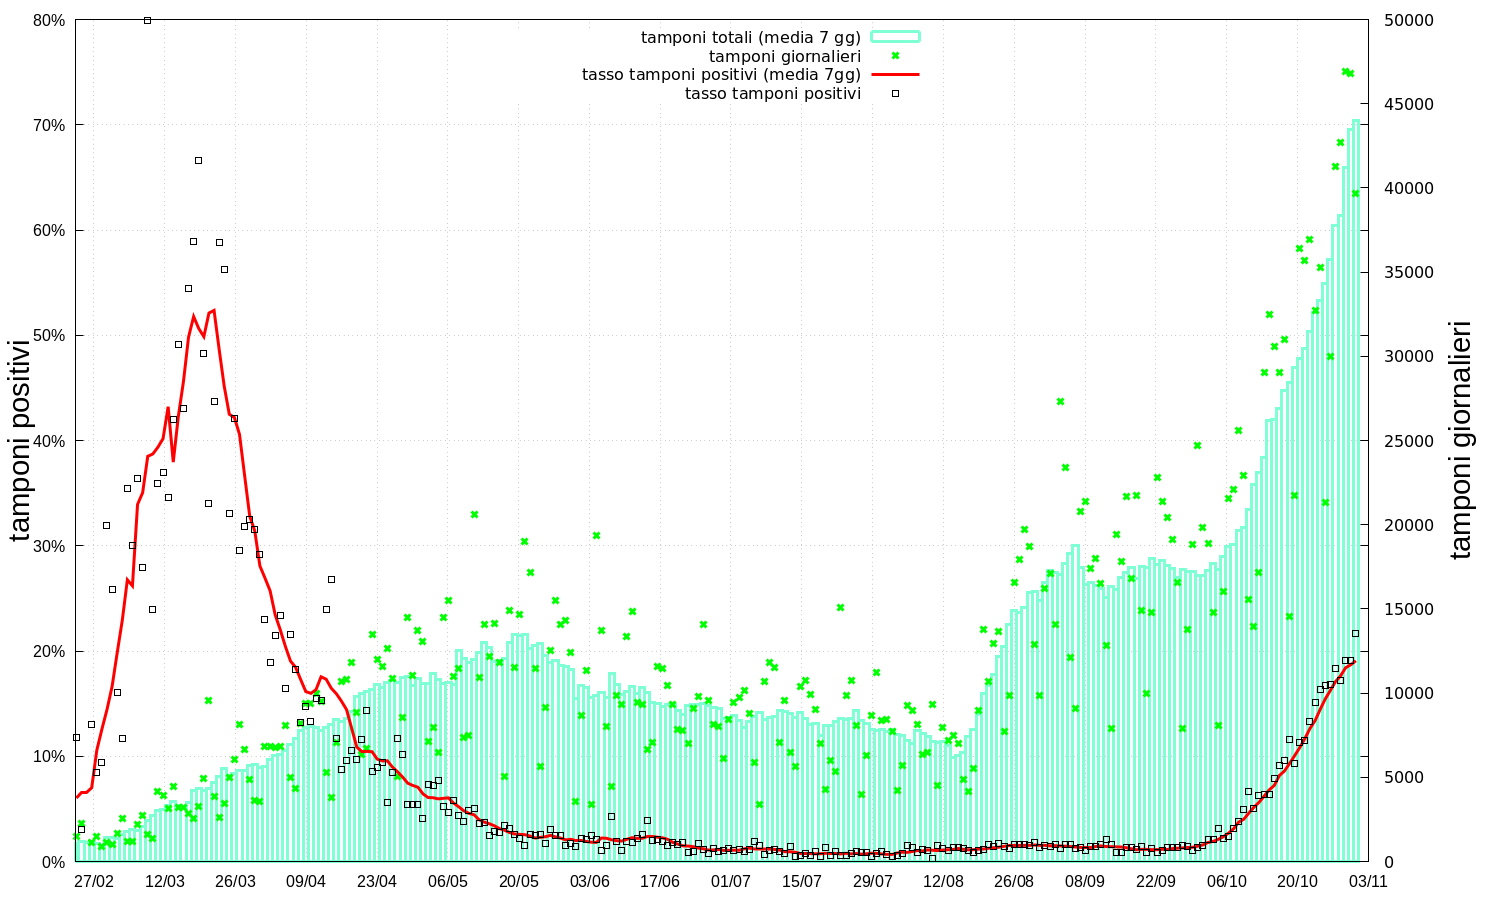 tamponi totali (media 7 gg)
tamponi giornalieri
tasso tamponi positivi (media 7gg)
tasso tamponi positivi
80%
70%
60%
50%
40%
30%
20%
10%
0%
tamponi positivi
50000
45000
40000
35000
30000
25000
20000
15000
10000
5000
0
tamponi giornalieri
27/02 12/03 26/03 09/04 23/04 06/05 20/05 03/06 17/06 01/07 15/07 29/07 12/08 26/08 08/09 22/09 06/10 20/10 03/11